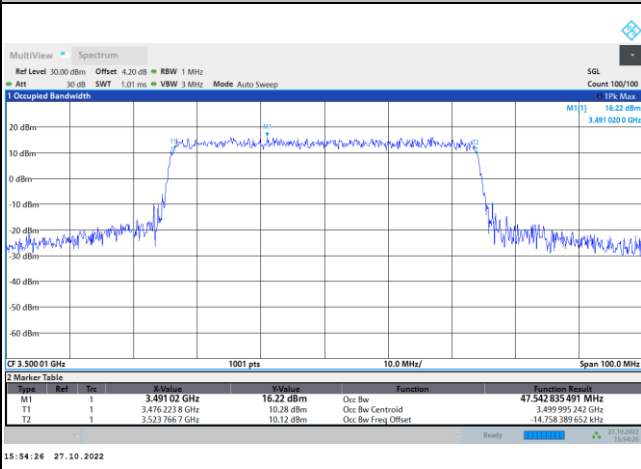 MultiView Spectrum
Ref Level 30.00 dBm Offset 4.20 dB RBW 1 MHz SGL
Att 30 dB SWT 1.01 ms VBW 3 MHz Mode Auto Sweep Count 100/100
1 Occupied Bandwidth 1Pk Max
M1[1] 16.22 dBm
3.491 020 0 GHz
M1
20 dBm
T1 T2
10 dBm
0 dBm
-10 dBm
-20 dBm
-30 dBm
-40 dBm
-50 dBm
-60 dBm
CF 3.500 01 GHz 1001 pts 10.0 MHz/ Span 100.0 MHz
2 Marker Table
Type Ref Trc X-Value Y-Value Function Function Result
M1 1 3.491 02 GHz 16.22 dBm Occ Bw 47.542 835 491 MHz
T1 1 3.476 223 8 GHz 10.28 dBm Occ Bw Centroid 3.499 995 242 GHz
T2 1 3.523 766 7 GHz 10.12 dBm Occ Bw Freq Offset -14.758 389 652 kHz
Ready 27.10.2022
15:54:26
15:54:26 27.10.2022